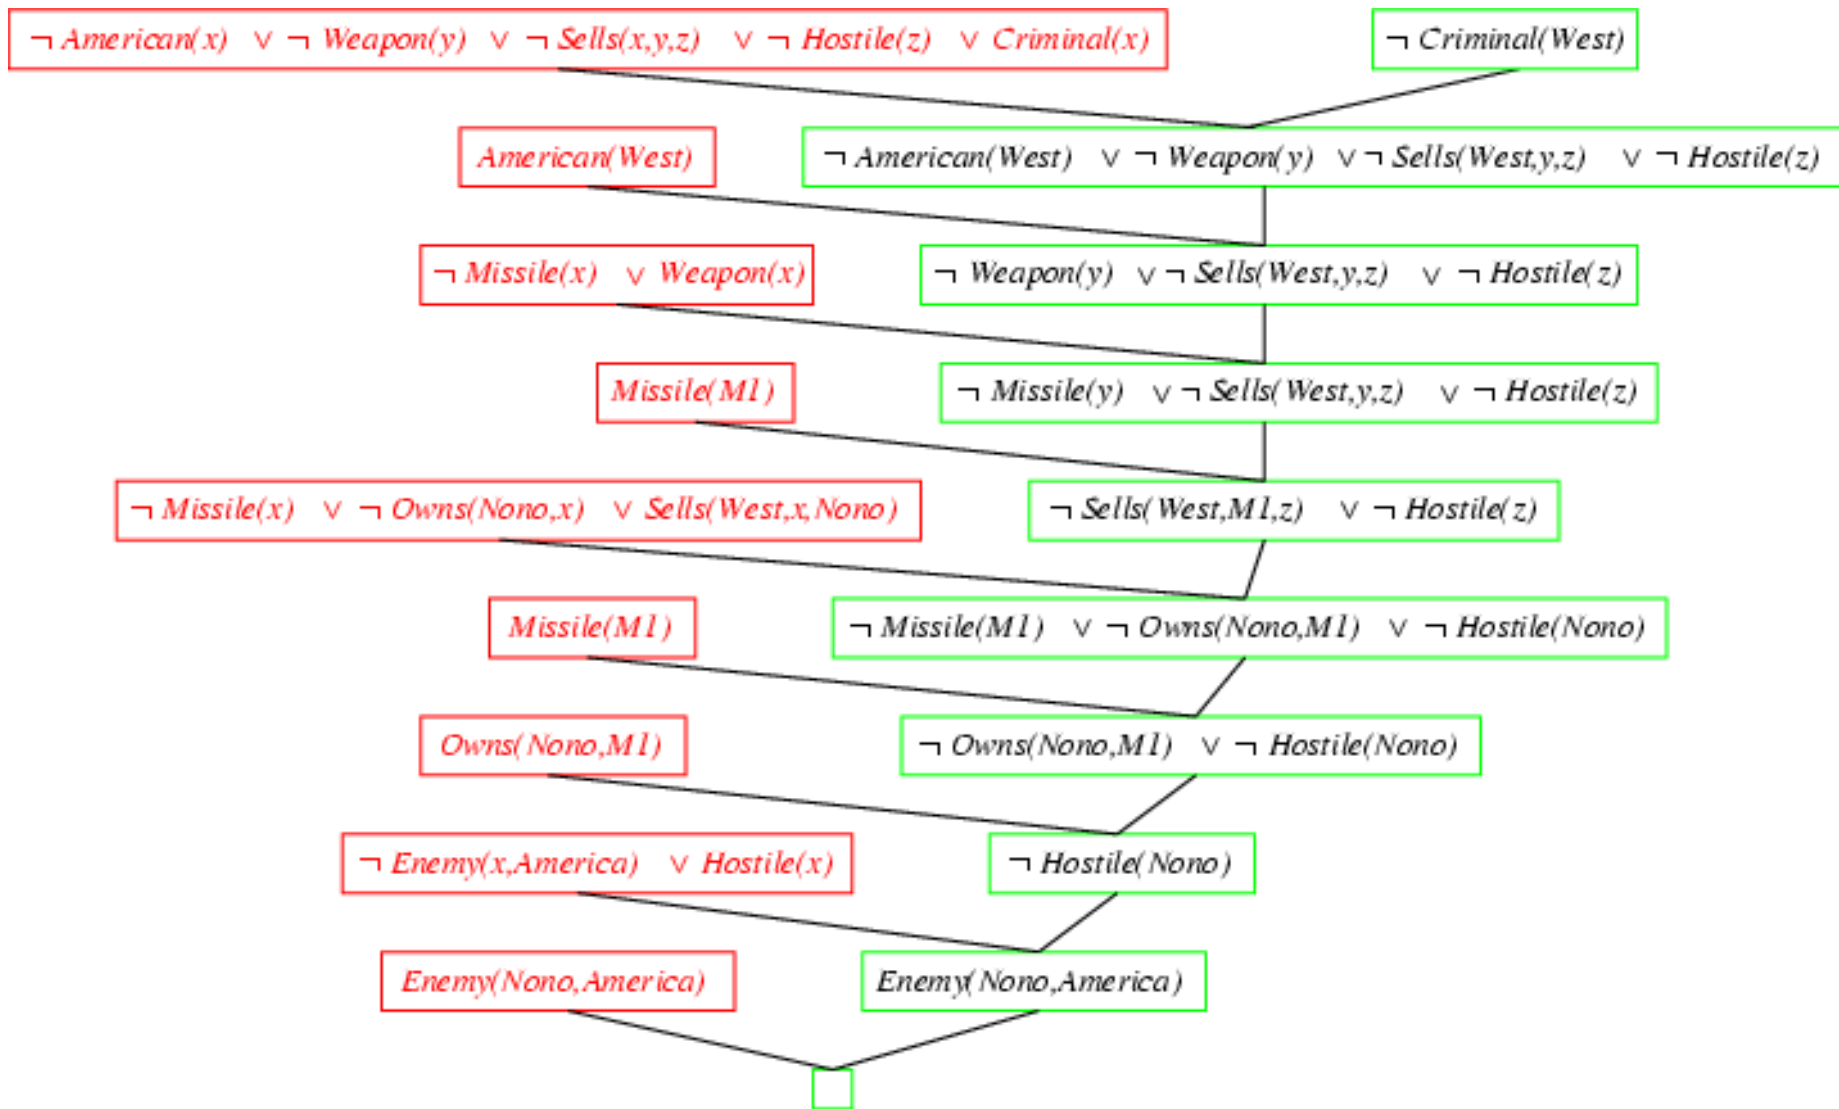 ¬ American(x) ∨ ¬ Weapon(y) ∨ ¬ Sells(x,y,z) ∨ ¬ Hostile(z) ∨ Criminal(x) ¬ Criminal(West)
American(West) ¬ American(West) ∨ ¬ Weapon(y) ∨ ¬ Sells(West,y,z) ∨ ¬ Hostile(z)
¬ Missile(x) ∨ Weapon(x) ¬ Weapon(y) ∨ ¬ Sells(West,y,z) ∨ ¬ Hostile(z)
Missile(M1) ¬ Missile(y) ∨ ¬ Sells(West,y,z) ∨ ¬ Hostile(z)
¬ Missile(x) ∨ ¬ Owns(Nono,x) ∨ Sells(West,x,Nono) ¬ Sells(West,M1,z) ∨ ¬ Hostile(z)
Missile(M1) ¬ Missile(M1) ∨ ¬ Owns(Nono,M1) ∨ ¬ Hostile(Nono)
Owns(Nono,M1) ¬ Owns(Nono,M1) ∨ ¬ Hostile(Nono)
¬ Enemy(x,America) ∨ Hostile(x) ¬ Hostile(Nono)
Enemy(Nono,America) Enemy(Nono,America)